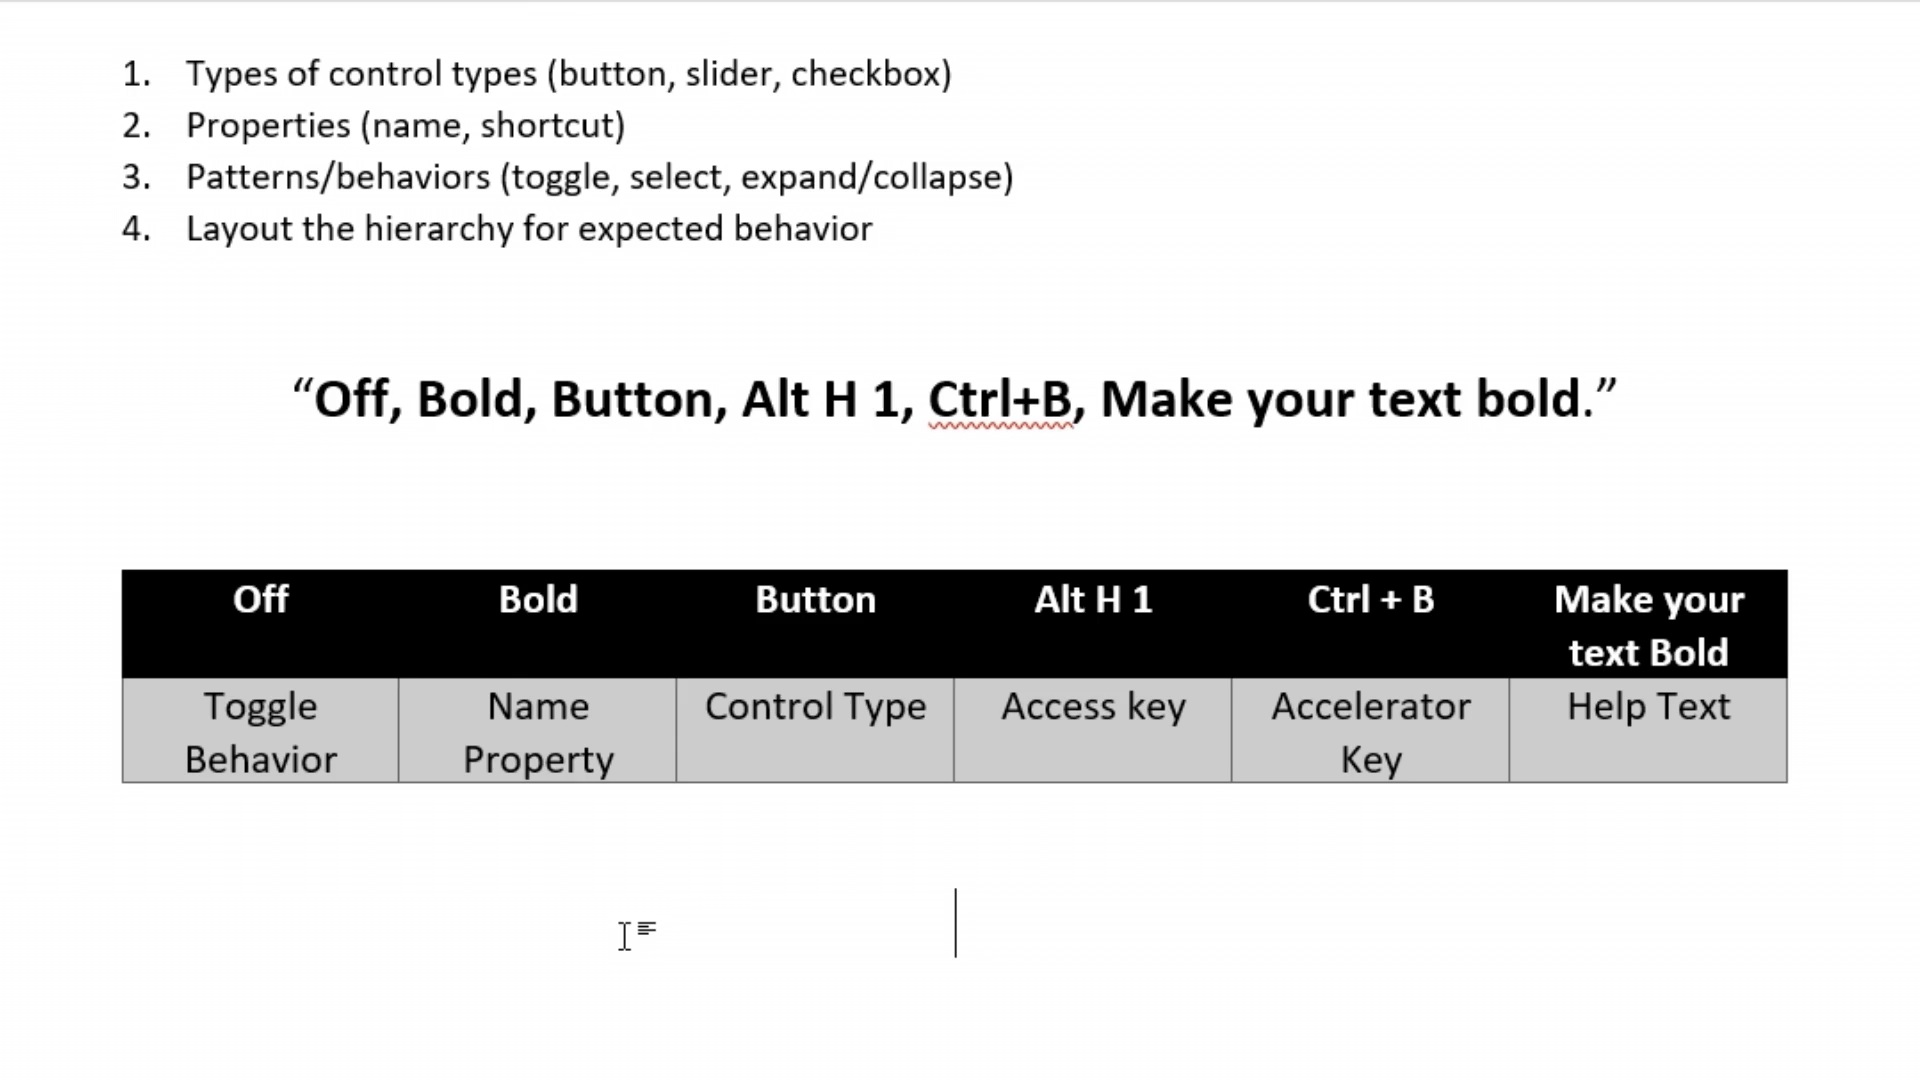 1. Types of control types (button, slider, checkbox)
2. Properties (name, shortcut)
3. Patterns/behaviors (toggle, select, expand/collapse)
4. Layout the hierarchy for expected behavior
“Off, Bold, Button, Alt H 1, Ctrl+B, Make your text bold.”
Off Bold Button Alt H 1 Ctrl + B Make your
text Bold
Toggle Name Control Type Access key Accelerator Help Text
Behavior Property Key